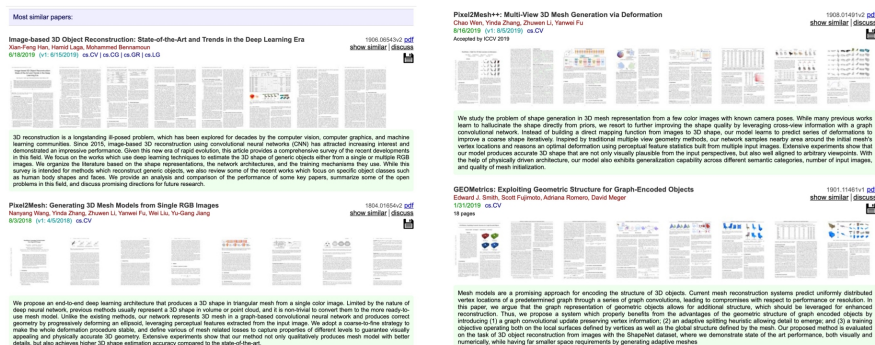 Most similar papers:
Image-based 3D Object Reconstruction: State-of-the-Art and Trends in the Deep Learning Era
1906.06543v2 pdf
Xian-Feng Han, Hamid Laga, Mohammed Bennamoun
show similar | discuss
6/18/2019 (v1: 6/15/2019) cs.CV | cs.CG | cs.GR | cs.LG
3D reconstruction is a longstanding ill-posed problem, which has been explored for decades by the computer vision, computer graphics, and machine
learning communities. Since 2015, image-based 3D reconstruction using convolutional neural networks (CNN) has attracted increasing interest and
demonstrated an impressive performance. Given this new era of rapid evolution, this article provides a comprehensive survey of the recent developments
in this field. We focus on the works which use deep learning techniques to estimate the 3D shape of generic objects either from a single or multiple RGB
images. We organize the literature based on the shape representations, the network architectures, and the training mechanisms they use. While this
survey is intended for methods which reconstruct generic objects, we also review some of the recent works which focus on specific object classes such
as human body shapes and faces. We provide an analysis and comparison of the performance of some key papers, summarize some of the open
problems in this field, and discuss promising directions for future research.
Pixel2Mesh: Generating 3D Mesh Models from Single RGB Images
1804.01654v2 pdf
Nanyang Wang, Yinda Zhang, Zhuwen Li, Yanwei Fu, Wei Liu, Yu-Gang Jiang
show similar | discuss
8/3/2018 (v1: 4/5/2018) cs.CV
We propose an end-to-end deep learning architecture that produces a 3D shape in triangular mesh from a single color image. Limited by the nature of
deep neural network, previous methods usually represent a 3D shape in volume or point cloud, and it is non-trivial to convert them to the more ready-to-
use mesh model. Unlike the existing methods, our network represents 3D mesh in a graph-based convolutional neural network and produces correct
geometry by progressively deforming an ellipsoid, leveraging perceptual features extracted from the input image. We adopt a coarse-to-fine strategy to
make the whole deformation procedure stable, and define various of mesh related losses to capture properties of different levels to guarantee visually
appealing and physically accurate 3D geometry. Extensive experiments show that our method not only qualitatively produces mesh model with better
details, but also achieves higher 3D shape estimation accuracy compared to the state-of-the-art.
Pixel2Mesh++: Multi-View 3D Mesh Generation via Deformation
1908.01491v2 pdf
Chao Wen, Yinda Zhang, Zhuwen Li, Yanwei Fu
show similar | discuss
8/16/2019 (v1: 8/5/2019) cs.CV
Accepted by ICCV 2019
We study the problem of shape generation in 3D mesh representation from a few color images with known camera poses. While many previous works
learn to hallucinate the shape directly from priors, we resort to further improving the shape quality by leveraging cross-view information with a graph
convolutional network. Instead of building a direct mapping function from images to 3D shape, our model learns to predict series of deformations to
improve a coarse shape iteratively. Inspired by traditional multiple view geometry methods, our network samples nearby area around the initial mesh's
vertex locations and reasons an optimal deformation using perceptual feature statistics built from multiple input images. Extensive experiments show that
our model produces accurate 3D shape that are not only visually plausible from the input perspectives, but also well aligned to arbitrary viewpoints. With
the help of physically driven architecture, our model also exhibits generalization capability across different semantic categories, number of input images,
and quality of mesh initialization.
GEOMetrics: Exploiting Geometric Structure for Graph-Encoded Objects
1901.11461v1 pdf
Edward J. Smith, Scott Fujimoto, Adriana Romero, David Meger
show similar | discuss
1/31/2019 cs.CV
18 pages
Mesh models are a promising approach for encoding the structure of 3D objects. Current mesh reconstruction systems predict uniformly distributed
vertex locations of a predetermined graph through a series of graph convolutions, leading to compromises with respect to performance or resolution. In
this paper, we argue that the graph representation of geometric objects allows for additional structure, which should be leveraged for enhanced
reconstruction. Thus, we propose a system which properly benefits from the advantages of the geometric structure of graph encoded objects by
introducing (1) a graph convolutional update preserving vertex information; (2) an adaptive splitting heuristic allowing detail to emerge; and (3) a training
objective operating both on the local surfaces defined by vertices as well as the global structure defined by the mesh. Our proposed method is evaluated
on the task of 3D object reconstruction from images with the ShapeNet dataset, where we demonstrate state of the art performance, both visually and
numerically, while having far smaller space requirements by generating adaptive meshes